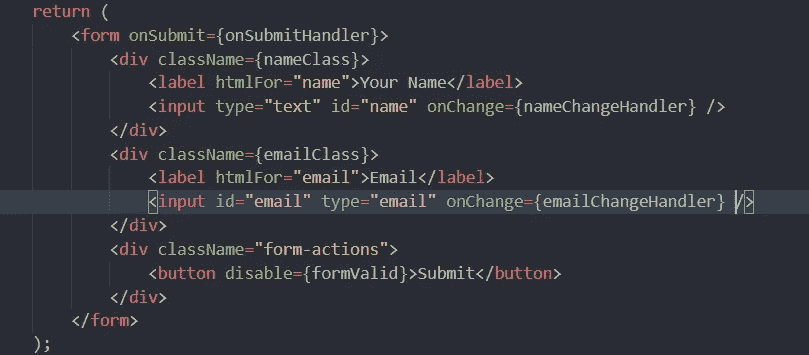 return (
<form onSubmit={onSubmitHandler}>
<div className={nameClass}>
<label htmlFor="name">Your Name</label>
<input type="text" id="name" onChange={nameChangeHandler} />
</div>
<div className={emailClass}>
<label htmlFor="email">Email</label>
<input id="email" type="email" onChange={emailChangeHandler} />
</div>
<div className="form-actions">
<button disable={formValid}>Submit</button>
</div>
</form>
);